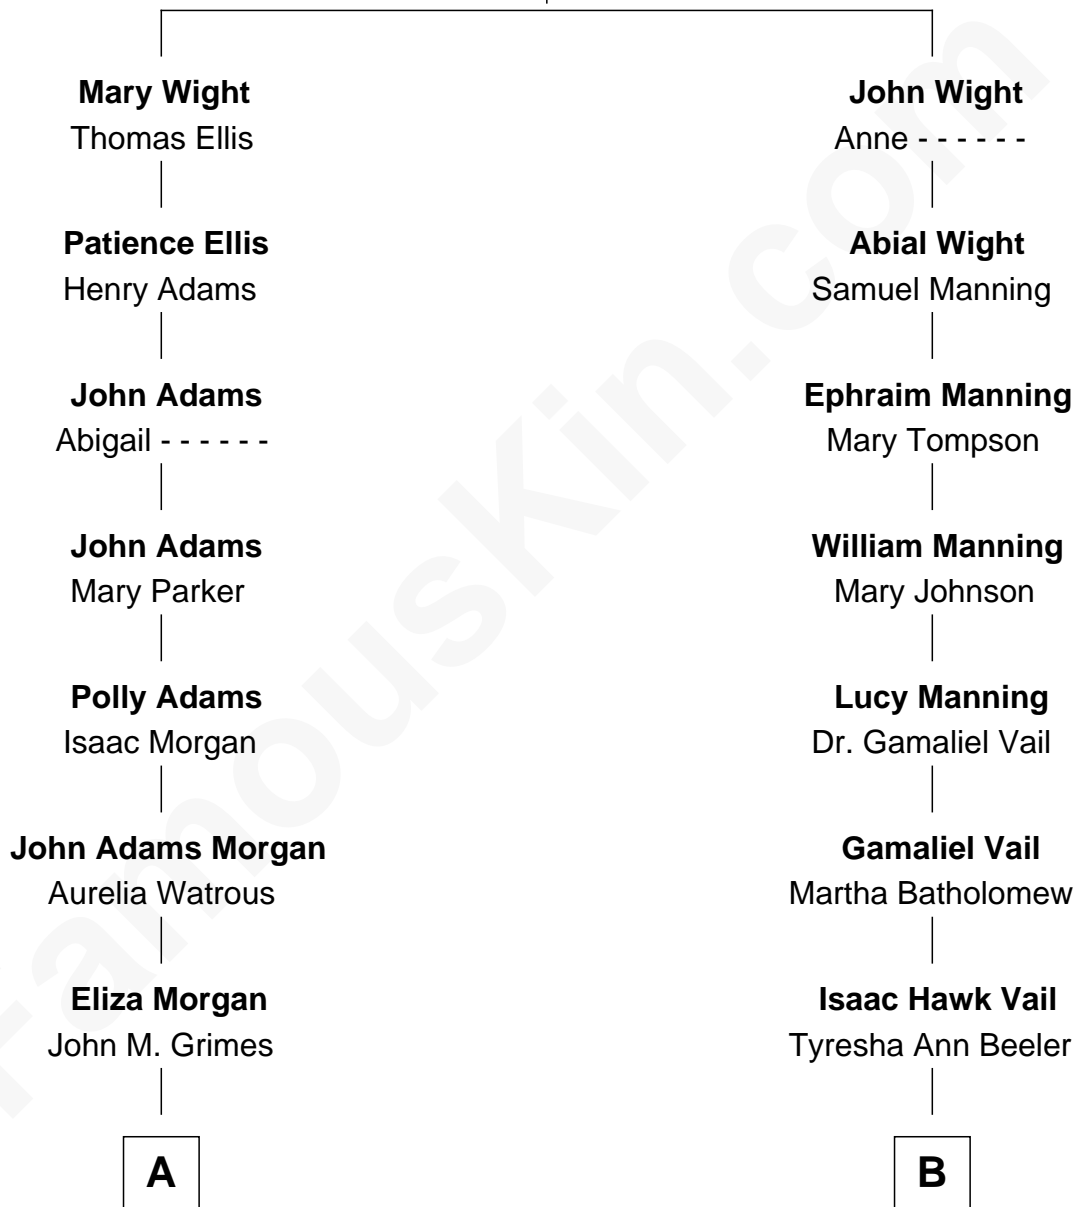 Mary Wight
Thomas Ellis
Patience Ellis
Henry Adams
John Adams
Abigail - - - - - -
John Adams
Mary Parker
Polly Adams
Isaac Morgan
John Adams Morgan
Aurelia Watrous
Eliza Morgan
John M. Grimes
A
John Wight
Anne - - - - - -
Abial Wight
Samuel Manning
Ephraim Manning
Mary Tompson
William Manning
Mary Johnson
Lucy Manning
Dr. Gamaliel Vail
Gamaliel Vail
Martha Batholomew
Isaac Hawk Vail
Tyresha Ann Beeler
B
FamousKin.com